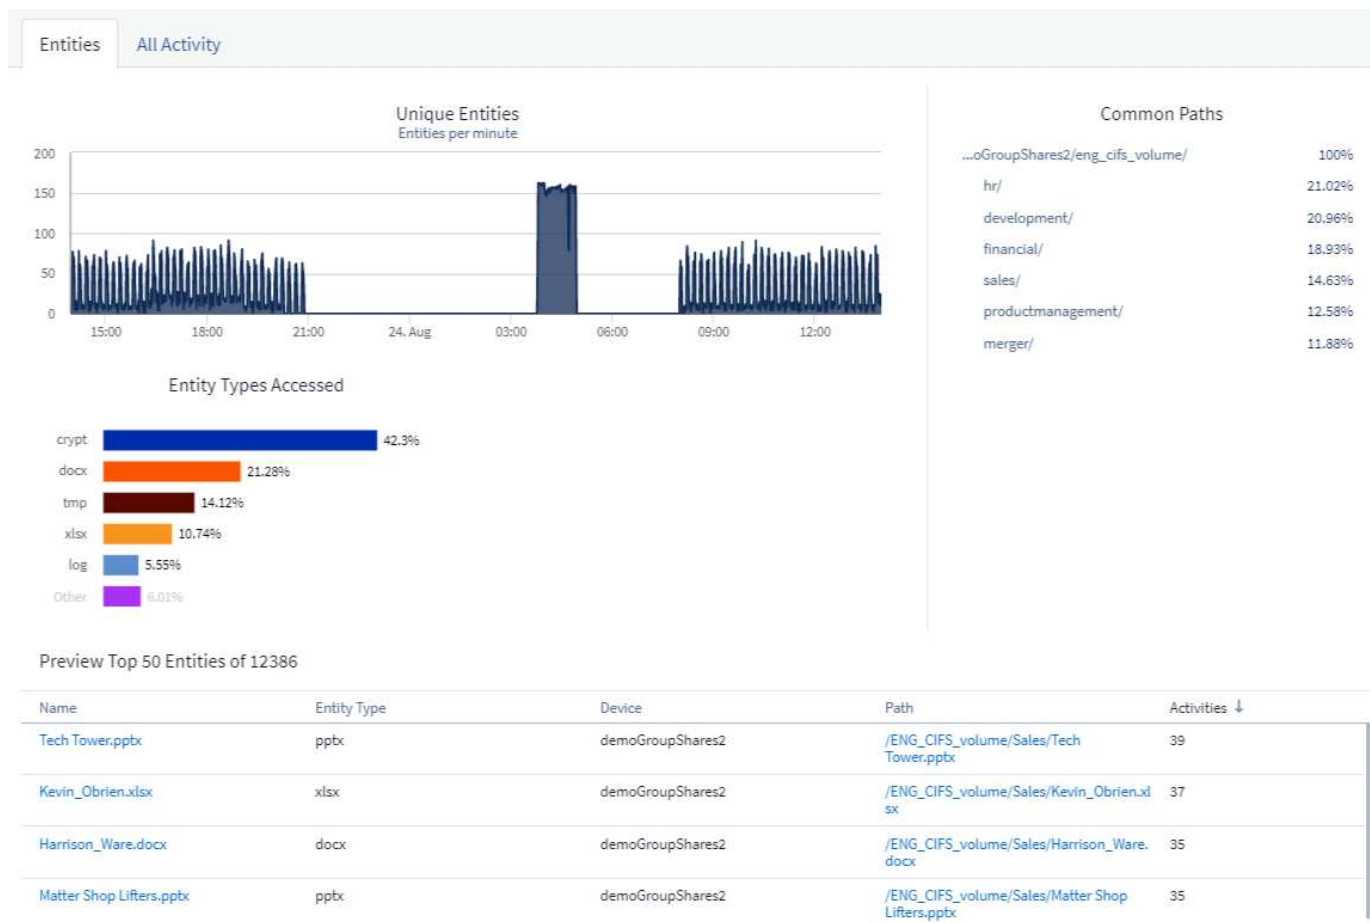 Entities All Activity
Unique Entities
Entities per minute
200
150
100
50
0
15:00 18:00 21:00 24. Aug 03:00 06:00 09:00 12:00
Common Paths
...oGroupShares2/eng_cifs_volume/ 100%
hr/ 21.02%
development/ 20.96%
financial/ 18.93%
sales/ 14.63%
productmanagement/ 12.58%
merger/ 11.88%
Entity Types Accessed
crypt 42.3%
docx 21.28%
tmp 14.12%
xlsx 10.74%
log 5.55%
Other 6.01%
Preview Top 50 Entities of 12386
Name Entity Type Device Path Activities ↓
Tech Tower.pptx pptx demoGroupShares2 /ENG_CIFS_volume/Sales/Tech 39
Tower.pptx
Kevin_Obrien.xlsx xlsx demoGroupShares2 /ENG_CIFS_volume/Sales/Kevin_Obrien.xl 37
sx
Harrison_Ware.docx docx demoGroupShares2 /ENG_CIFS_volume/Sales/Harrison_Ware. 35
docx
Matter Shop Lifters.pptx pptx demoGroupShares2 /ENG_CIFS_volume/Sales/Matter Shop 35
Lifters.pptx